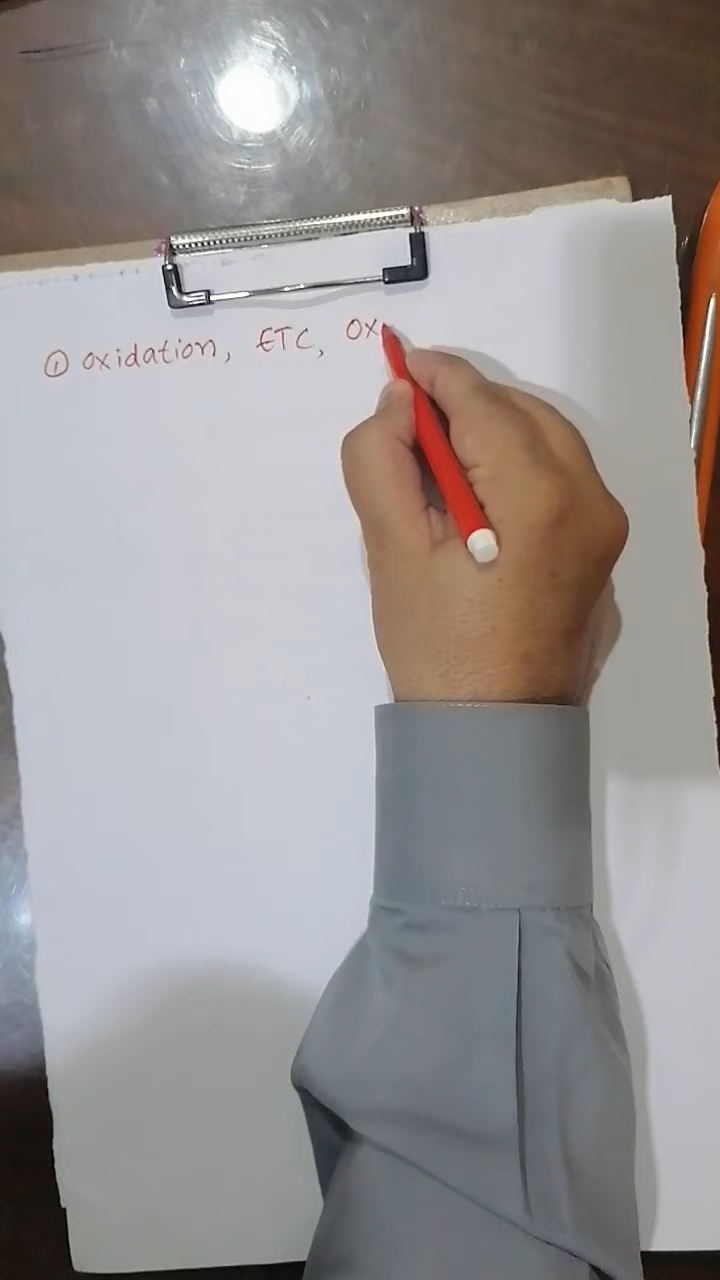 ① oxidation, ETC, ox